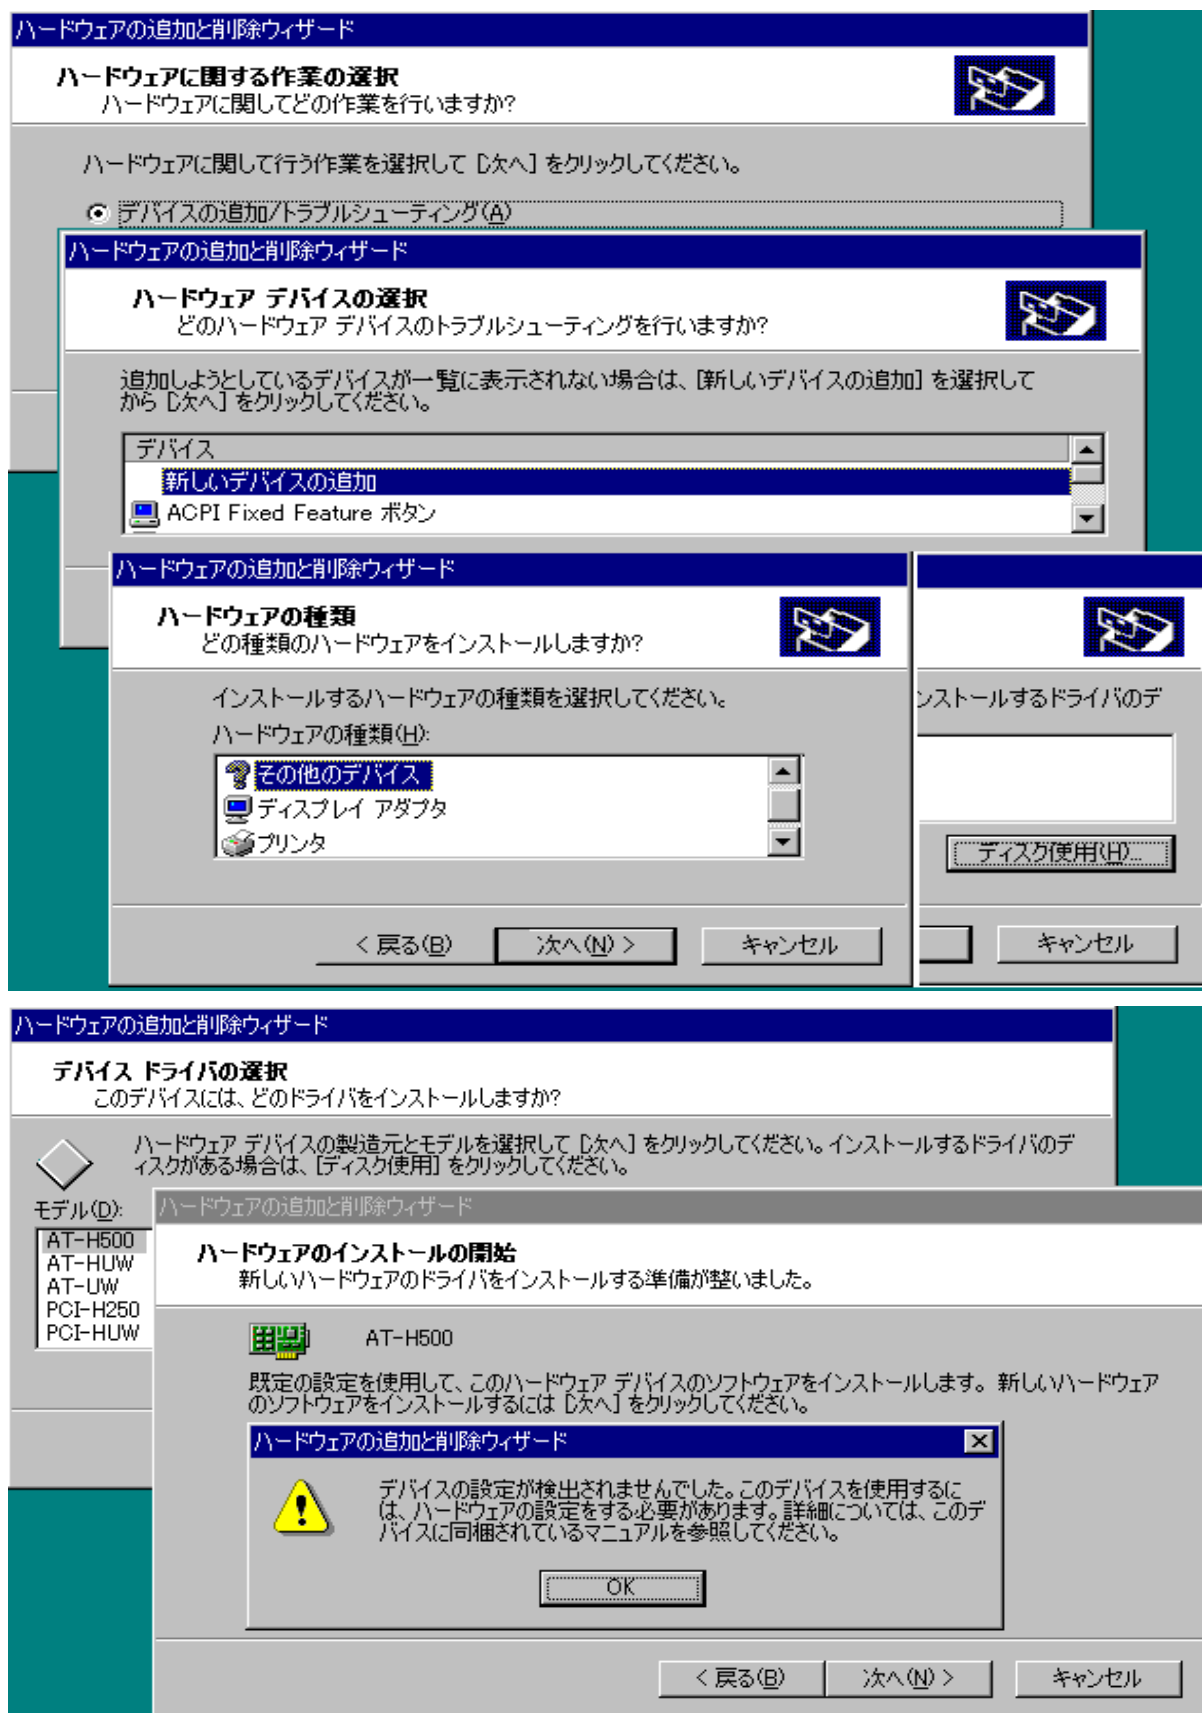 ハードウェアの追加と削除ウィザード
ハードウェアに関する作業の選択
ハードウェアに関してどの作業を行いますか?
ハードウェアに関して行う作業を選択して [次へ] をクリックしてください。
デバイスの追加/トラブルシューティング(A)
ハードウェアの追加と削除ウィザード
ハードウェア デバイスの選択
どのハードウェア デバイスのトラブルシューティングを行いますか?
追加しようとしているデバイスが一覧に表示されない場合は、[新しいデバイスの追加] を選択して
から [次へ] をクリックしてください。
デバイス
新しいデバイスの追加
ACPI Fixed Feature ボタン
ハードウェアの追加と削除ウィザード
ハードウェアの種類
どの種類のハードウェアをインストールしますか?
インストールするハードウェアの種類を選択してください。
ハードウェアの種類(H):
その他のデバイス
ディスプレイ アダプタ
プリンタ
< 戻る(B)
次へ(N) >
キャンセル
ンストールするドライバのデ
ディスク使用(H)...
キャンセル
ハードウェアの追加と削除ウィザード
デバイス ドライバの選択
このデバイスには、どのドライバをインストールしますか?
ハードウェア デバイスの製造元とモデルを選択して [次へ] をクリックしてください。インストールするドライバのデ
ィスクがある場合は、[ディスク使用] をクリックしてください。
モデル(D):
AT-H500
AT-HUW
AT-UW
PCI-H250
PCI-HUW
ハードウェアの追加と削除ウィザード
ハードウェアのインストールの開始
新しいハードウェアのドライバをインストールする準備が整いました。
AT-H500
既定の設定を使用して、このハードウェア デバイスのソフトウェアをインストールします。 新しいハードウェア
のソフトウェアをインストールするには [次へ] をクリックしてください。
ハードウェアの追加と削除ウィザード
デバイスの設定が検出されませんでした。このデバイスを使用するに
は、ハードウェアの設定をする必要があります。詳細については、このデ
バイスに同梱されているマニュアルを参照してください。
OK
< 戻る(B)
次へ(N) >
キャンセル